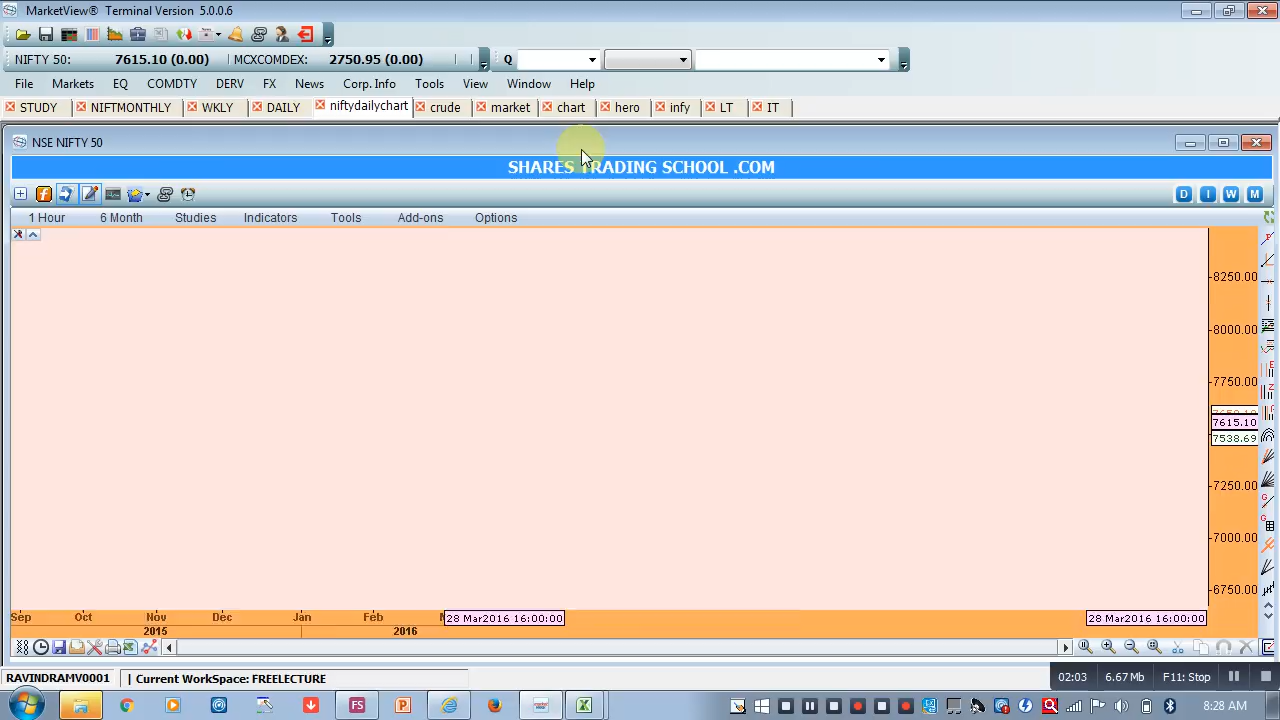 MarketView® Terminal Version 5.0.0.6
NIFTY 50: 7615.10 (0.00) MCXCOMDEX: 2750.95 (0.00) Q
File Markets EQ COMDTY DERV FX News Corp. Info Tools View Window Help
STUDY NIFTMONTHLY WKLY DAILY niftydailychart crude market chart hero infy LT IT
NSE NIFTY 50
SHARES TRADING SCHOOL .COM
D I W M
1 Hour 6 Month Studies Indicators Tools Add-ons Options
8250.00
8000.00
7750.00
7615.10
7538.69
7250.00
7000.00
6750.00
Sep Oct Nov Dec Jan Feb 28 Mar2016 16:00:00 28 Mar2016 16:00:00
2015 2016
RAVINDRAMV0001 Current WorkSpace: FREELECTURE
02:03 6.67 Mb F11: Stop
FS 8:28 AM